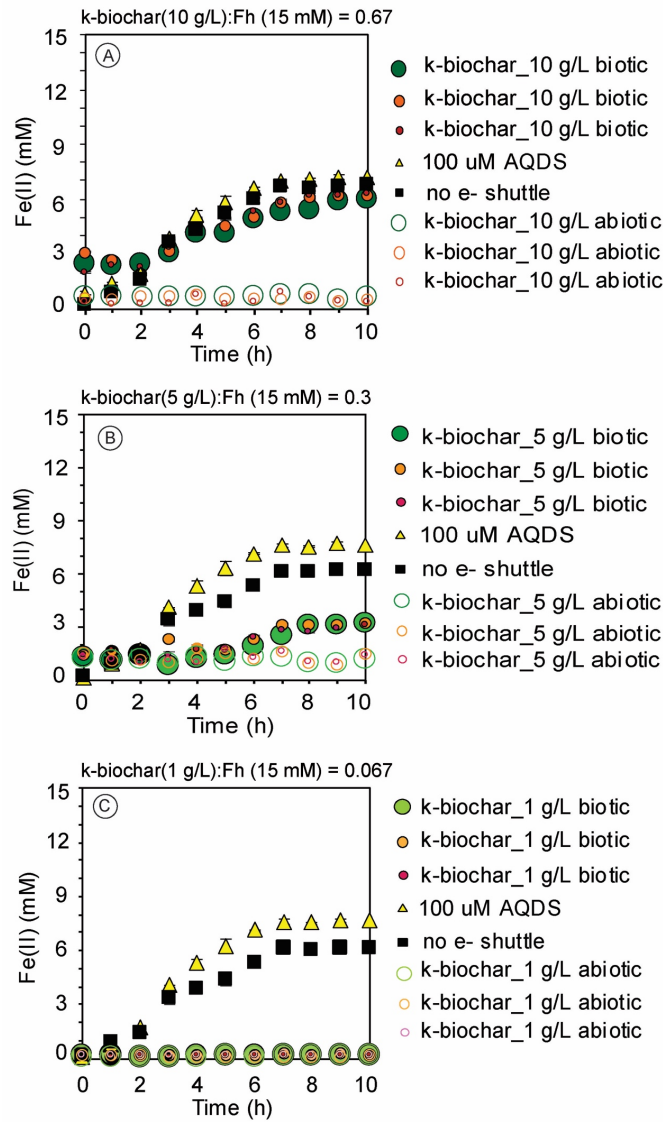 k-biochar(10 g/L):Fh (15 mM) = 0.67
A
15
12
9
6
3
0
Fe(II) (mM)
0 2 4 6 8 10
Time (h)
k-biochar_10 g/L biotic
k-biochar_10 g/L biotic
k-biochar_10 g/L biotic
100 uM AQDS
no e- shuttle
k-biochar_10 g/L abiotic
k-biochar_10 g/L abiotic
k-biochar_10 g/L abiotic
k-biochar(5 g/L):Fh (15 mM) = 0.3
B
15
12
9
6
3
0
Fe(II) (mM)
0 2 4 6 8 10
Time (h)
k-biochar_5 g/L biotic
k-biochar_5 g/L biotic
k-biochar_5 g/L biotic
100 uM AQDS
no e- shuttle
k-biochar_5 g/L abiotic
k-biochar_5 g/L abiotic
k-biochar_5 g/L abiotic
k-biochar(1 g/L):Fh (15 mM) = 0.067
C
15
12
9
6
3
0
Fe(II) (mM)
0 2 4 6 8 10
Time (h)
k-biochar_1 g/L biotic
k-biochar_1 g/L biotic
k-biochar_1 g/L biotic
100 uM AQDS
no e- shuttle
k-biochar_1 g/L abiotic
k-biochar_1 g/L abiotic
k-biochar_1 g/L abiotic